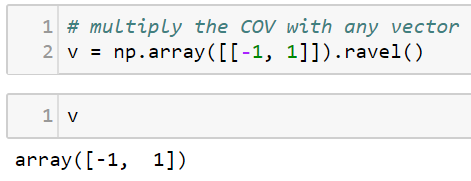 1 # multiply the COV with any vector
2 v = np.array([[-1, 1]]).ravel()
1 v
array([-1,  1])